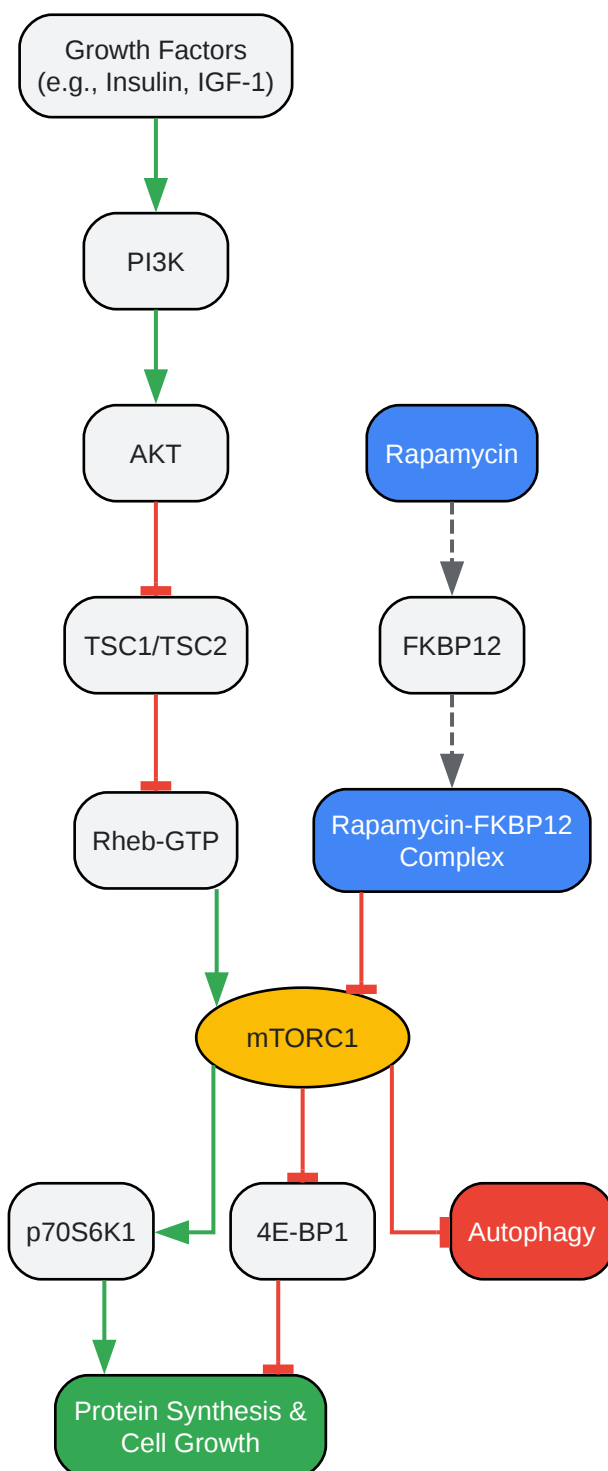 Growth Factors
(e.g., Insulin, IGF-1)
PI3K
AKT
Rapamycin
TSC1/TSC2
FKBP12
Rheb-GTP
Rapamycin-FKBP12
Complex
mTORC1
p70S6K1
4E-BP1
Autophagy
Protein Synthesis &
Cell Growth